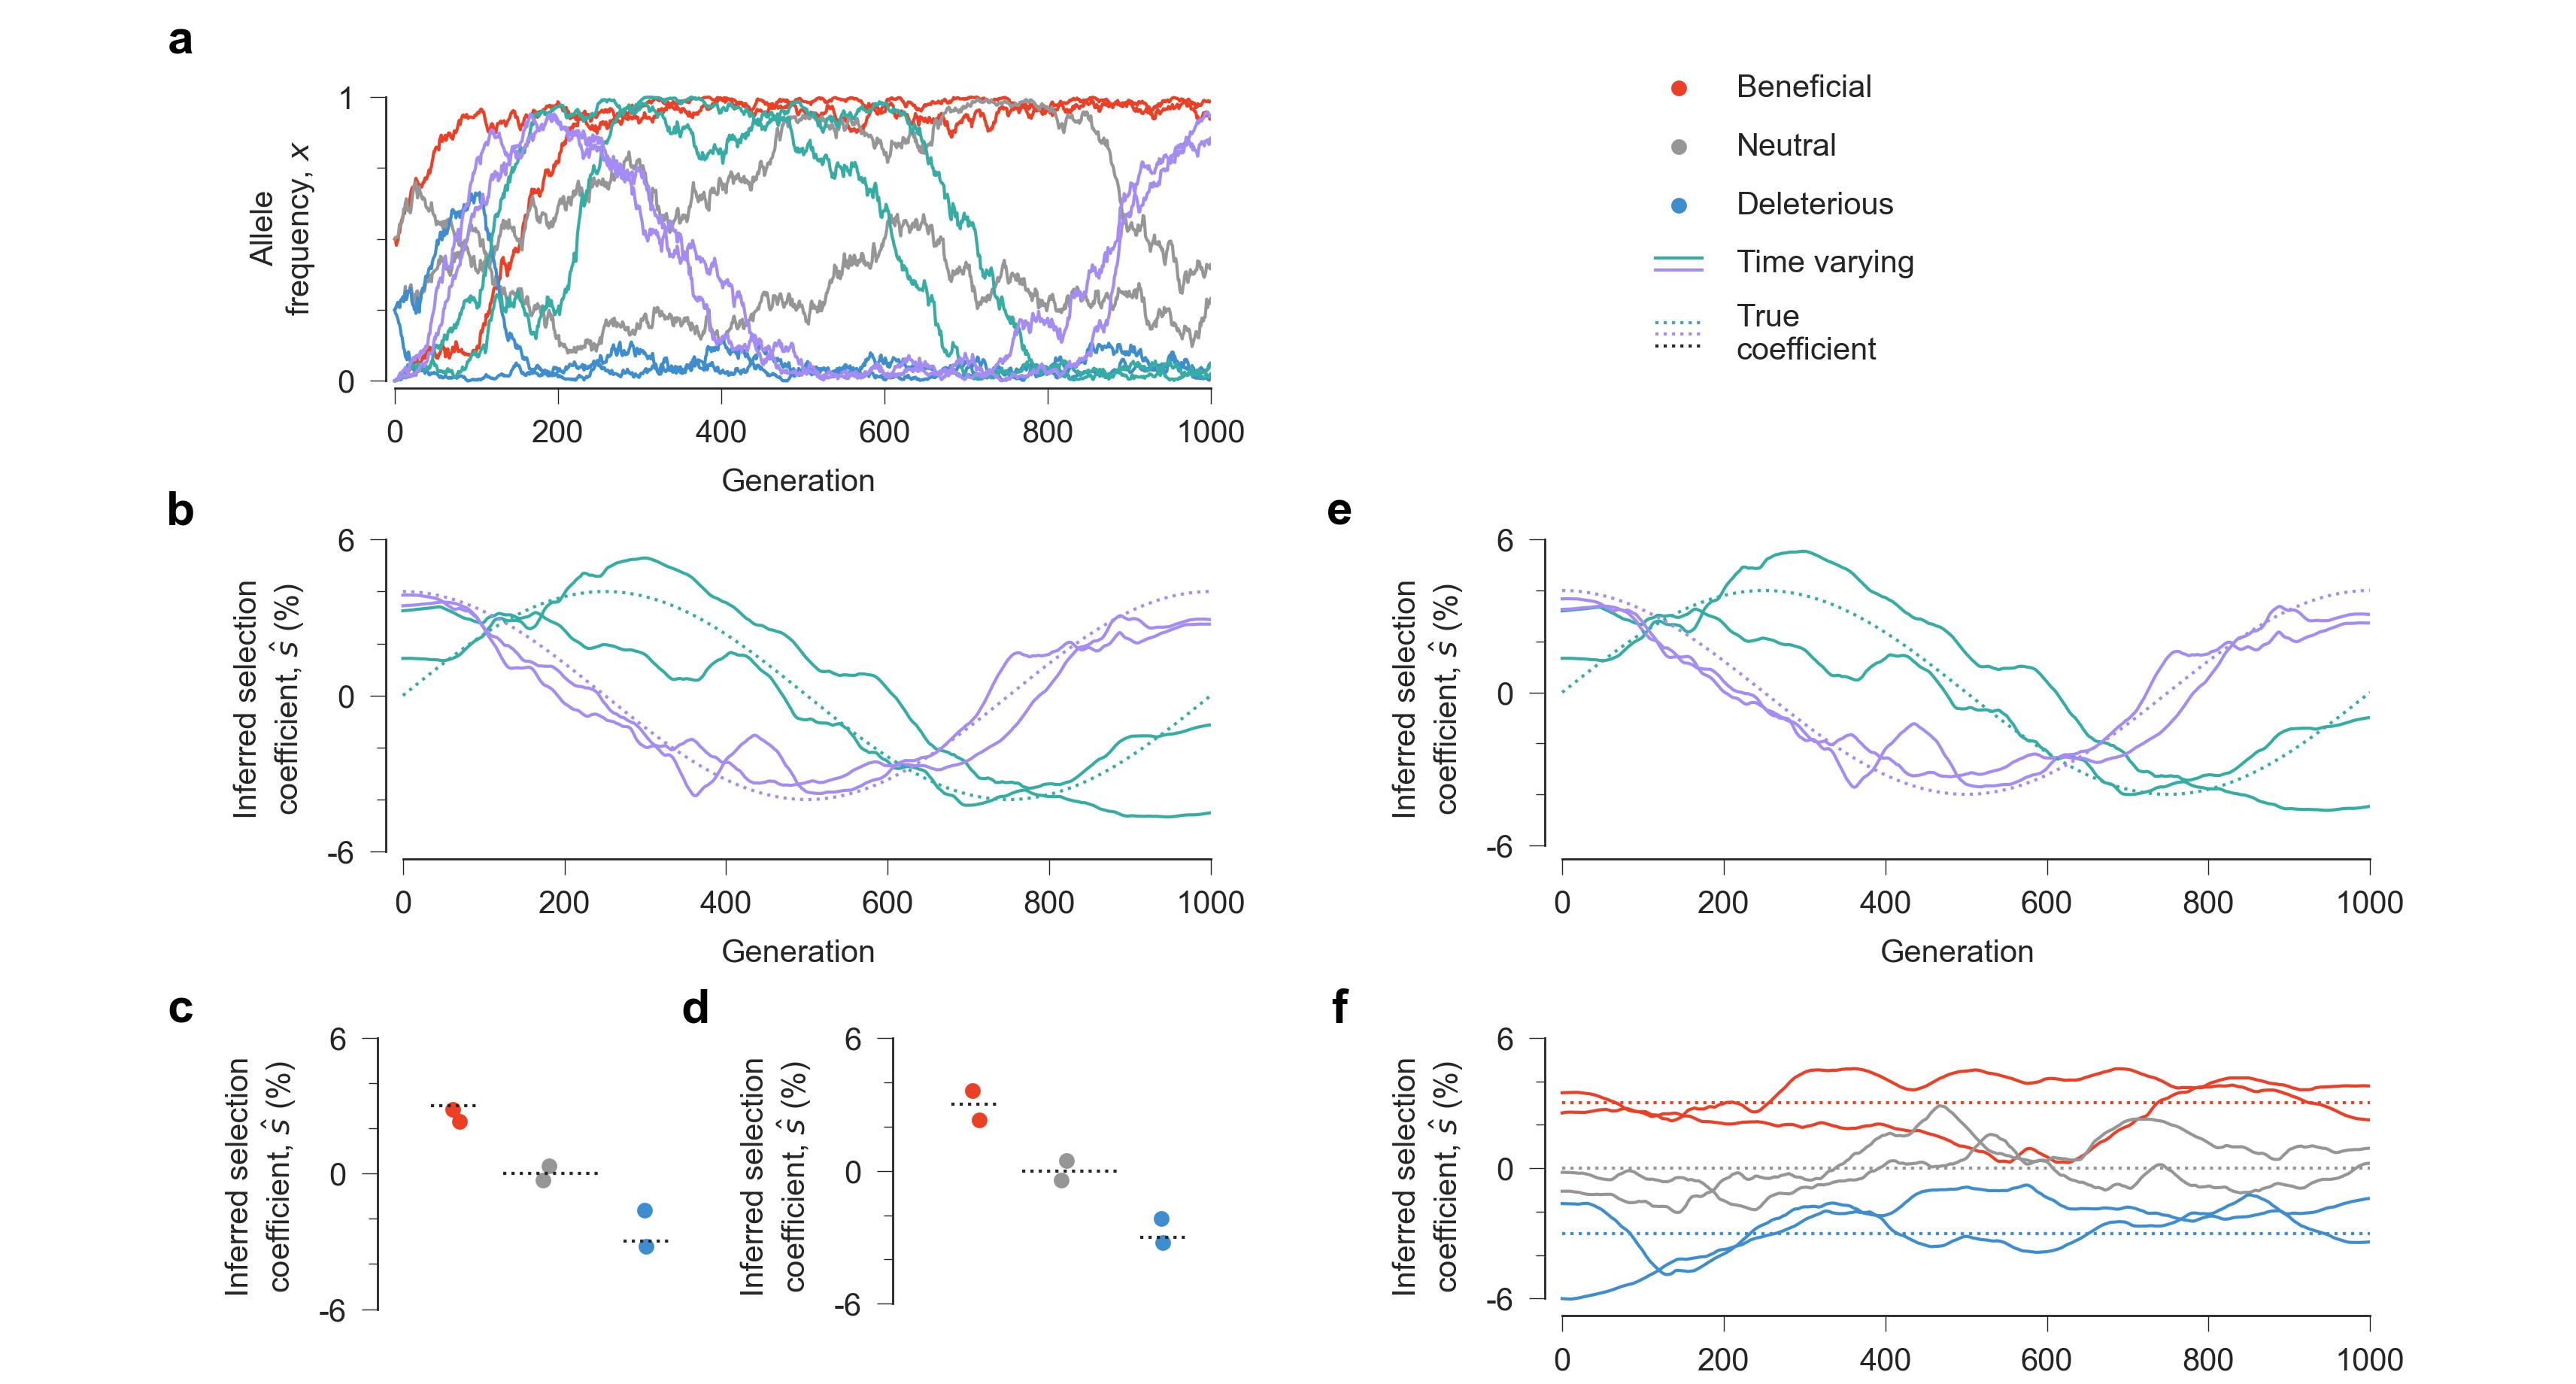 a
1
0
Allele
frequency, x
0 200 400 600 800 1000
Generation
Beneficial
Neutral
Deleterious
Time varying
True
coefficient
b
6
0
-6
Inferred selection
coefficient, ŝ (%)
0 200 400 600 800 1000
Generation
e
6
0
-6
Inferred selection
coefficient, ŝ (%)
0 200 400 600 800 1000
Generation
c
6
0
-6
Inferred selection
coefficient, ŝ (%)
d
6
0
-6
Inferred selection
coefficient, ŝ (%)
f
6
0
-6
Inferred selection
coefficient, ŝ (%)
0 200 400 600 800 1000